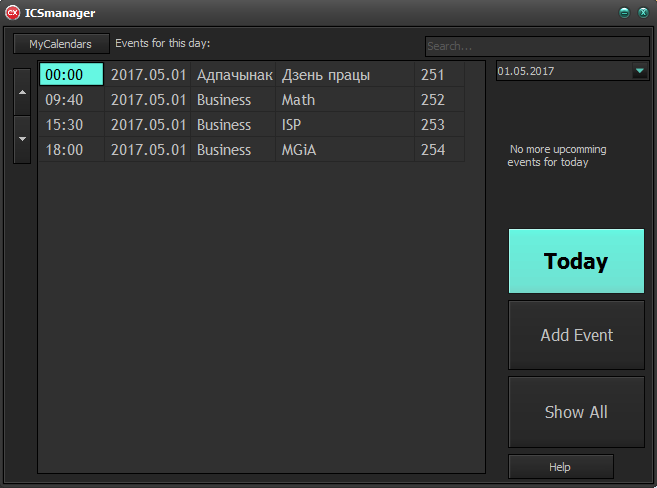 CX ICSmanager
MyCalendars Events for this day:
Search...
01.05.2017
00:00 2017.05.01 Адпачынак Дзень працы 251
09:40 2017.05.01 Business Math 252
15:30 2017.05.01 Business ISP 253
18:00 2017.05.01 Business MGiA 254
No more upcomming
events for today
Today
Add Event
Show All
Help